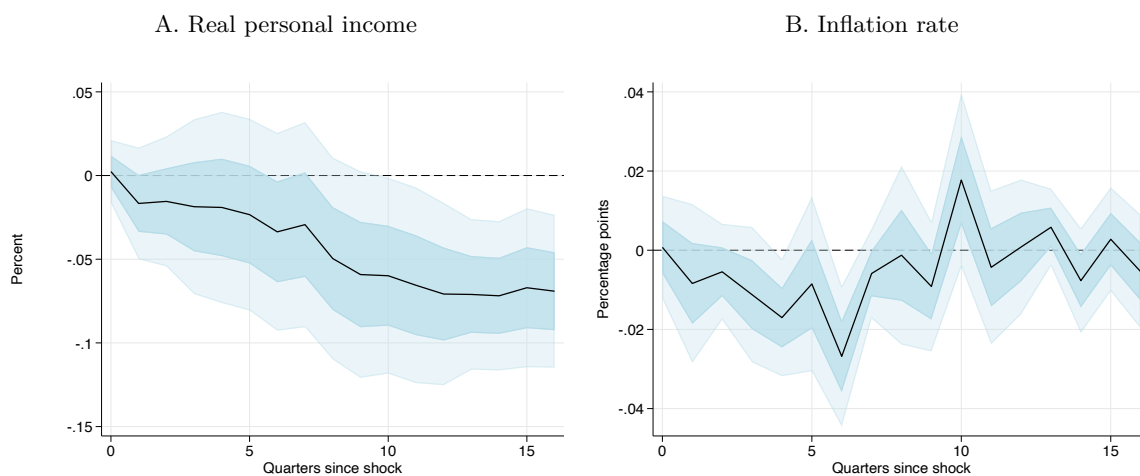 A. Real personal income
Percent
.05
0
-.05
-.1
-.15
0 5 10 15
Quarters since shock
B. Inflation rate
Percentage points
.04
.02
0
-.02
-.04
0 5 10 15
Quarters since shock